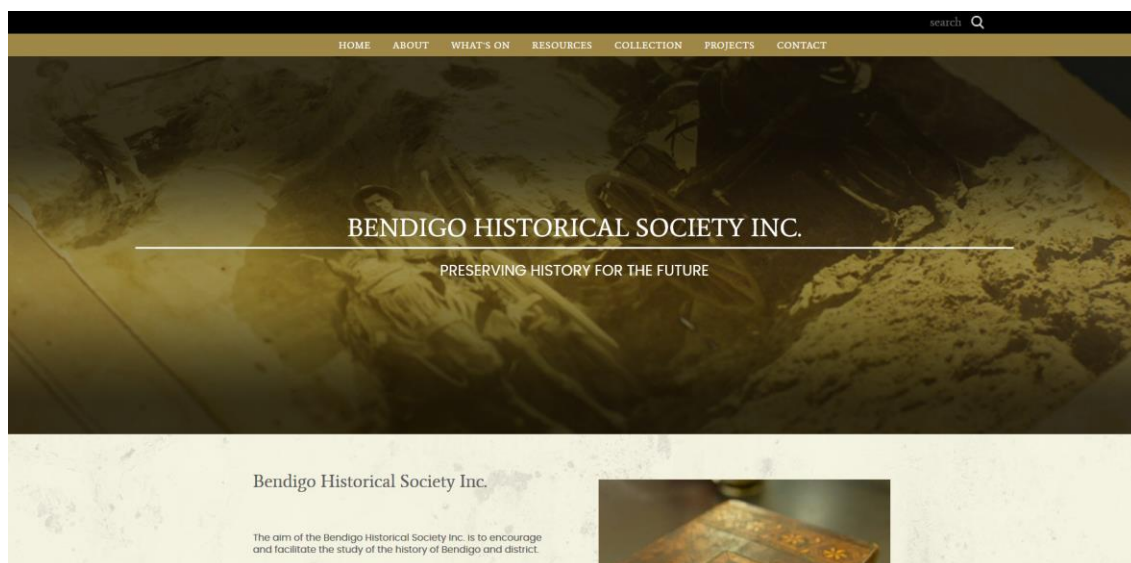 search
HOME ABOUT WHAT'S ON RESOURCES COLLECTION PROJECTS CONTACT
BENDIGO HISTORICAL SOCIETY INC.
PRESERVING HISTORY FOR THE FUTURE
Bendigo Historical Society Inc.
The aim of the Bendigo Historical Society Inc. is to encourage
and facilitate the study of the history of Bendigo and district.